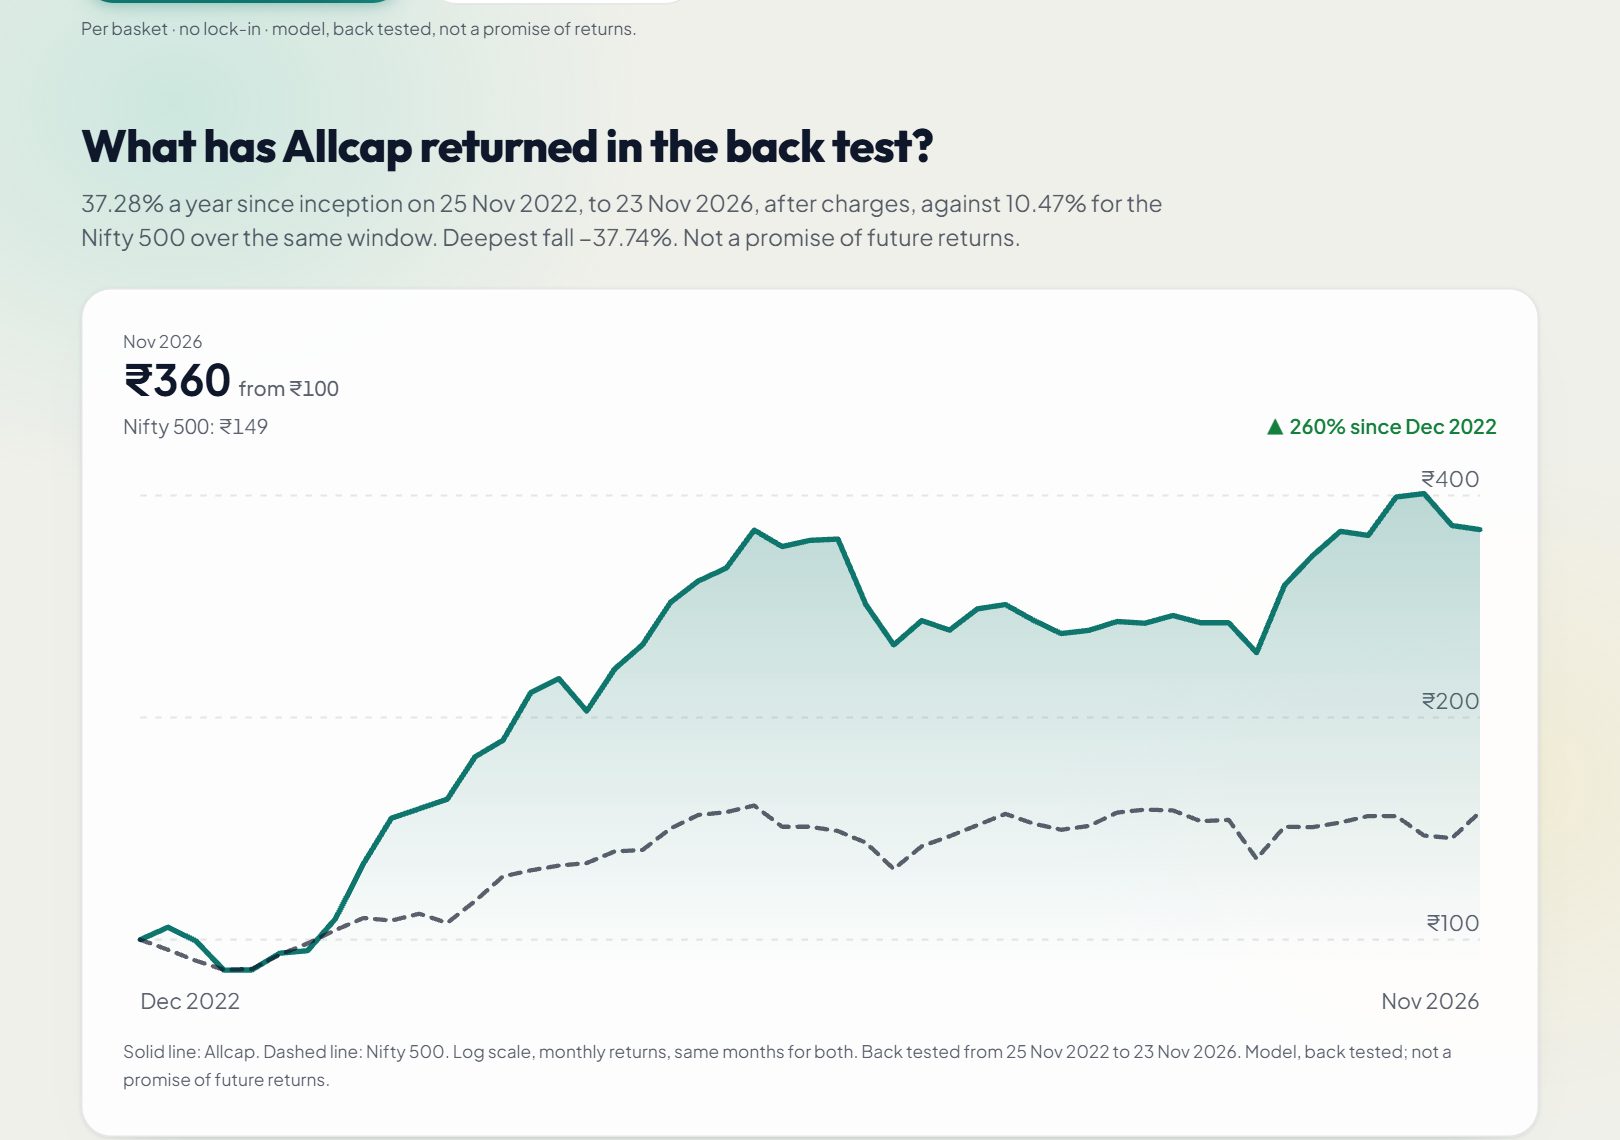 Per basket · no lock-in · model, back tested, not a promise of returns.
What has Allcap returned in the back test?
37.28% a year since inception on 25 Nov 2022, to 23 Nov 2026, after charges, against 10.47% for the
Nifty 500 over the same window. Deepest fall −37.74%. Not a promise of future returns.
Nov 2026
₹360 from ₹100
Nifty 500: ₹149
▲ 260% since Dec 2022
₹400
₹200
₹100
Dec 2022
Nov 2026
Solid line: Allcap. Dashed line: Nifty 500. Log scale, monthly returns, same months for both. Back tested from 25 Nov 2022 to 23 Nov 2026. Model, back tested; not a
promise of future returns.